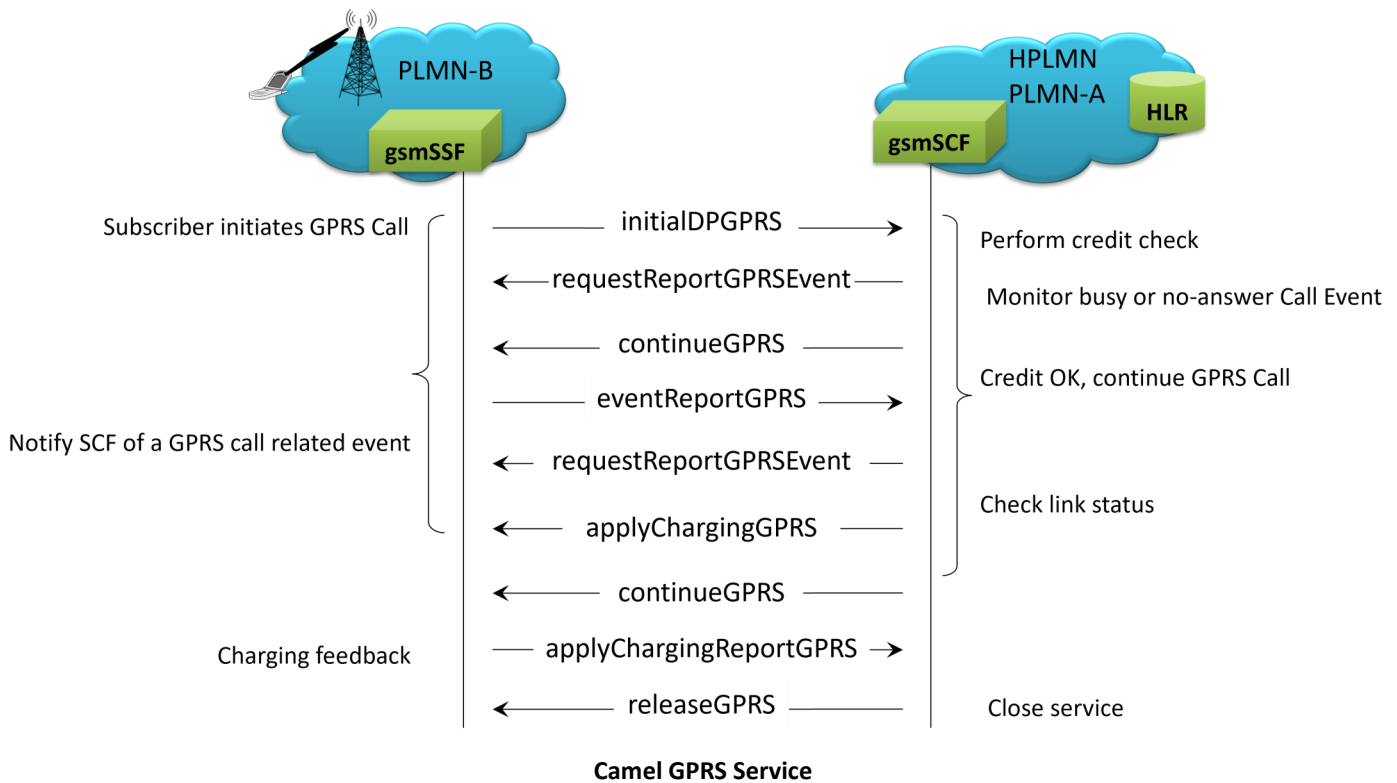 PLMN-B
gsmSSF
HPLMN
PLMN-A
HLR
gsmSCF
Subscriber initiates GPRS Call
initialDPGPRS
Perform credit check
requestReportGPRSEvent
Monitor busy or no-answer Call Event
continueGPRS
Credit OK, continue GPRS Call
eventReportGPRS
Notify SCF of a GPRS call related event
requestReportGPRSEvent
Check link status
applyChargingGPRS
continueGPRS
Charging feedback
applyChargingReportGPRS
releaseGPRS
Close service
Camel GPRS Service